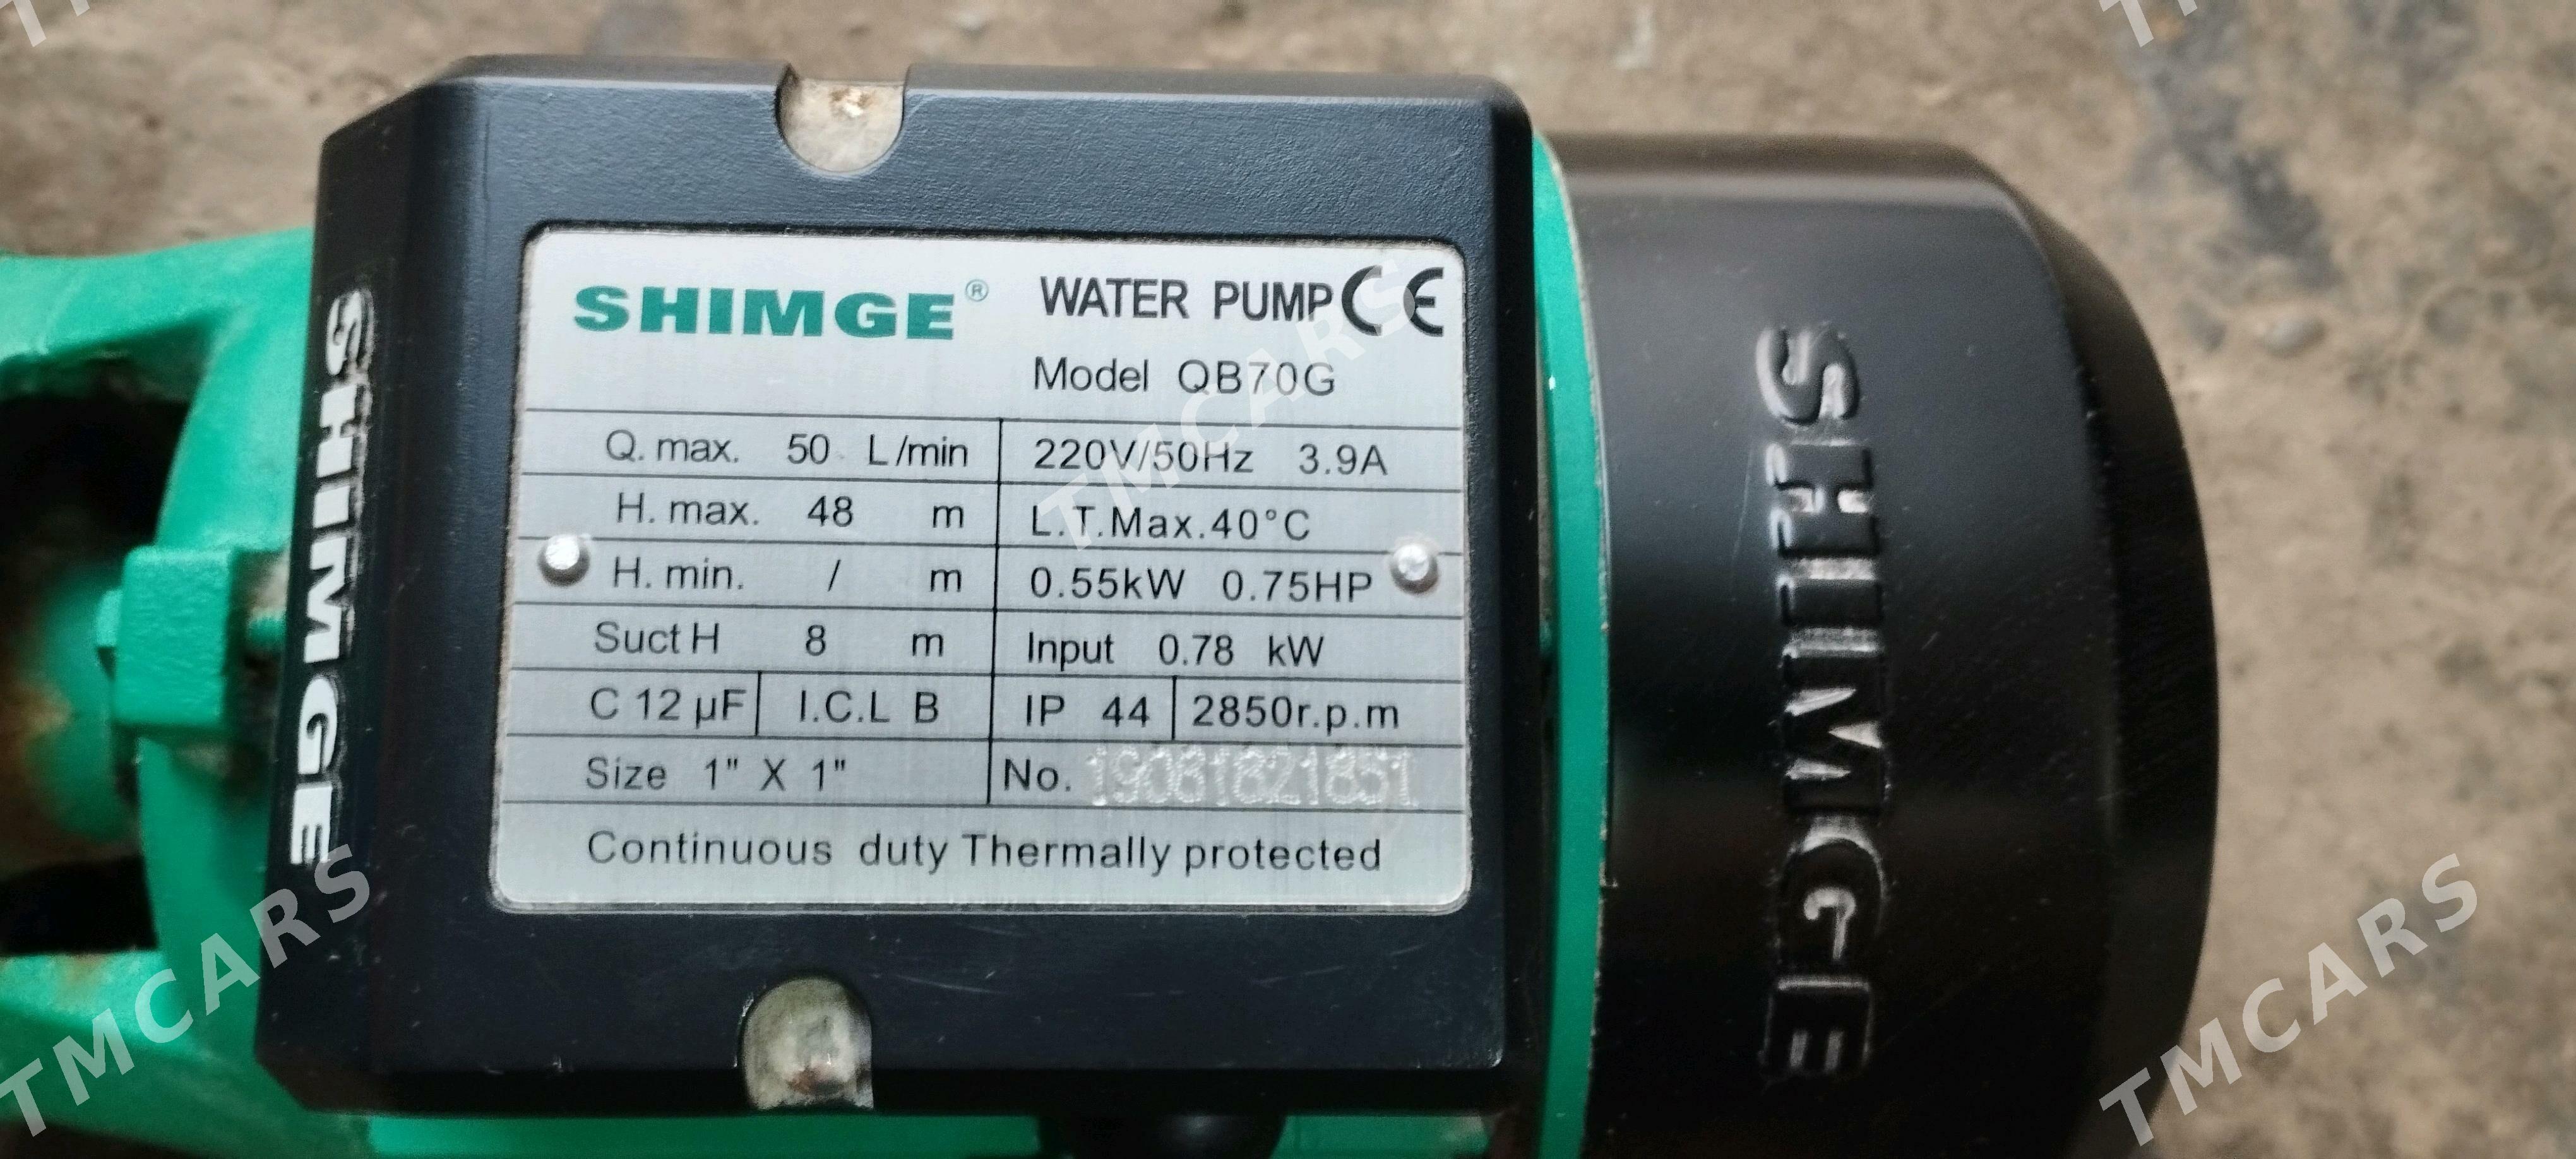 SHIMGE® WATER PUMP CE
Model QB70G
Q. max. 50 L/min 220V/50Hz 3.9A
H. max. 48 m L.T.Max.40°C
H. min. / m 0.55kW 0.75HP
Suct H 8 m Input 0.78 kW
C 12 µF I.C.L B IP 44 2850r.p.m
Size 1" X 1" No. 19081821851
Continuous duty Thermally protected
SHIMGE
SHIMGE
TMCARS
TMCARS
TMCARS